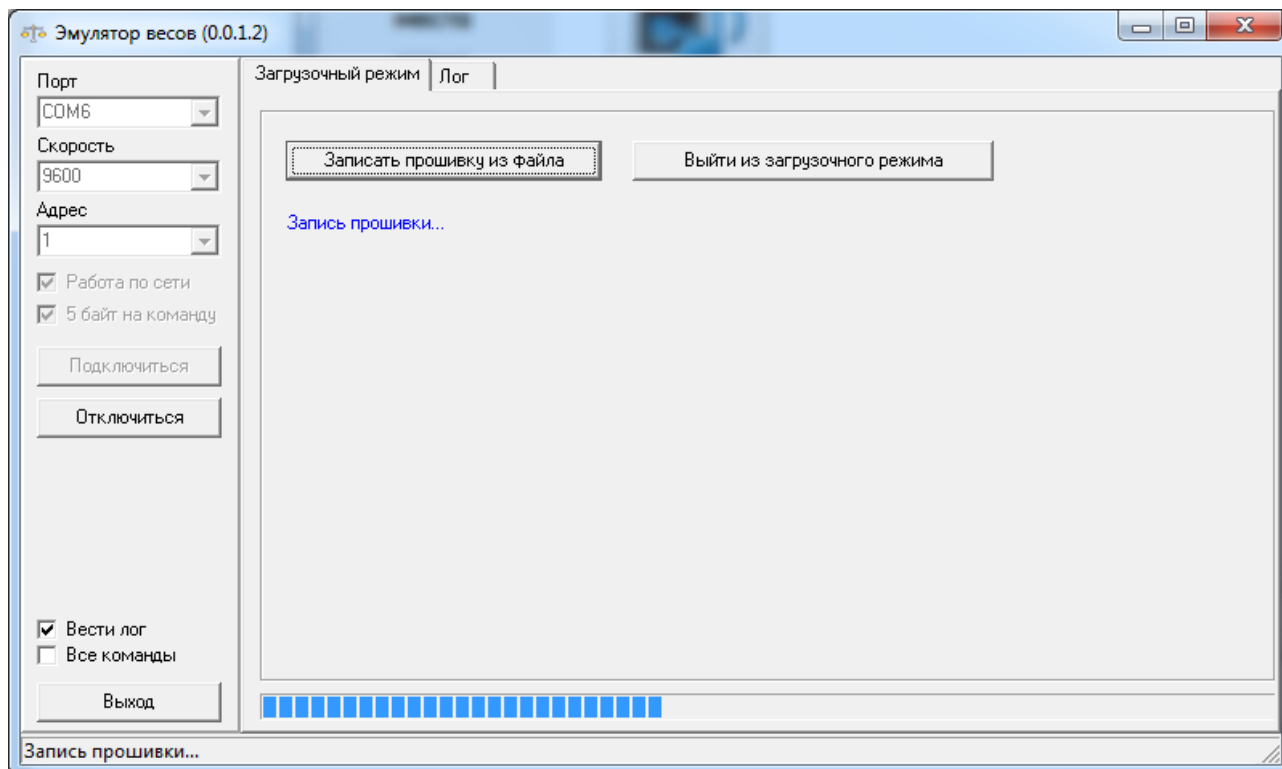 Эмулятор весов (0.0.1.2)
Порт
COM6
Скорость
9600
Адрес
1
Работа по сети
5 байт на команду
Подключиться
Отключиться
Вести лог
Все команды
Выход
Загрузочный режим
Лог
Записать прошивку из файла
Выйти из загрузочного режима
Запись прошивки...
Запись прошивки...